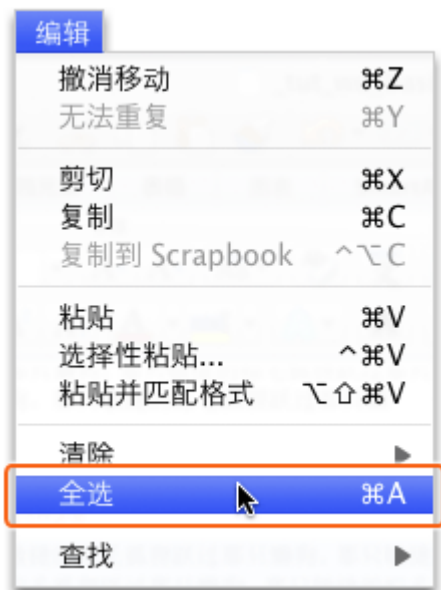 编辑
撤消移动 ⌘Z
无法重复 ⌘Y
剪切 ⌘X
复制 ⌘C
复制到 Scrapbook ^⌥C
粘贴 ⌘V
选择性粘贴... ^⌘V
粘贴并匹配格式 ⌥⇧⌘V
清除 ▶
全选 ⌘A
查找 ▶